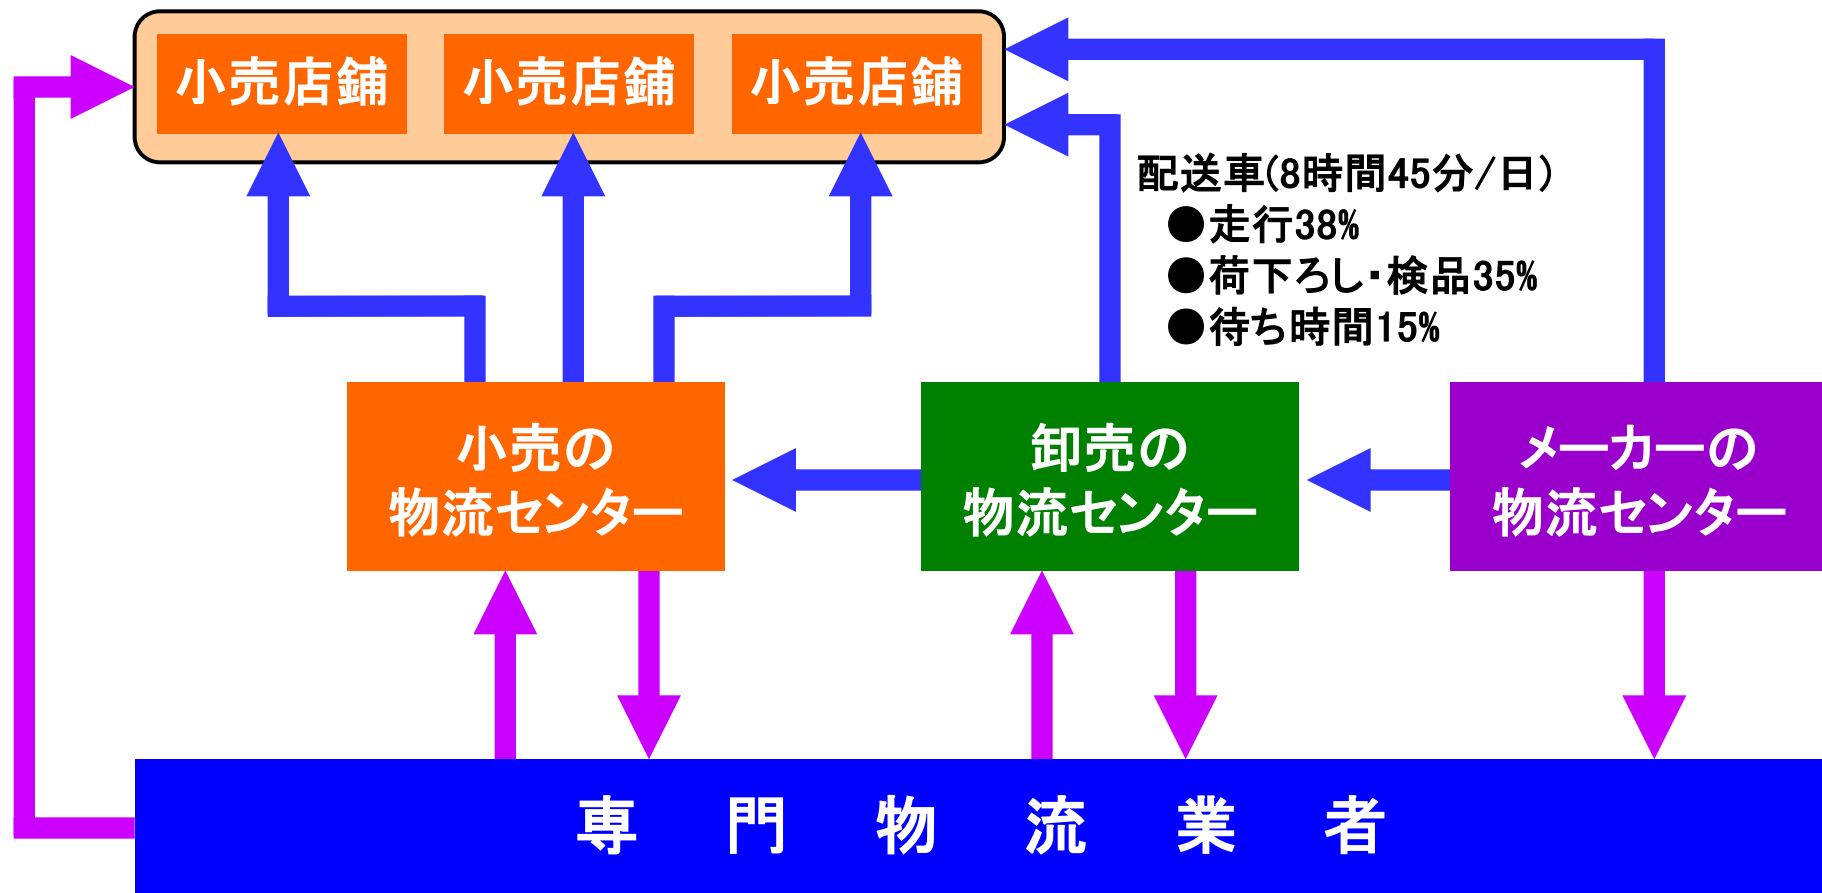 小売店舗 小売店舗 小売店舗
配送車(8時間45分/日)
●走行38%
●荷下ろし・検品35%
●待ち時間15%
小売の
物流センター
卸売の
物流センター
メーカーの
物流センター
専門物流業者